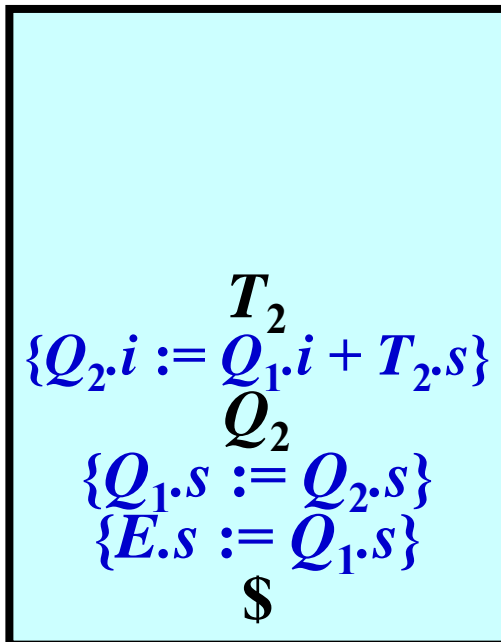 T₂
{Q₂.i := Q₁.i + T₂.s}
Q₂
{Q₁.s := Q₂.s}
{E.s := Q₁.s}
$